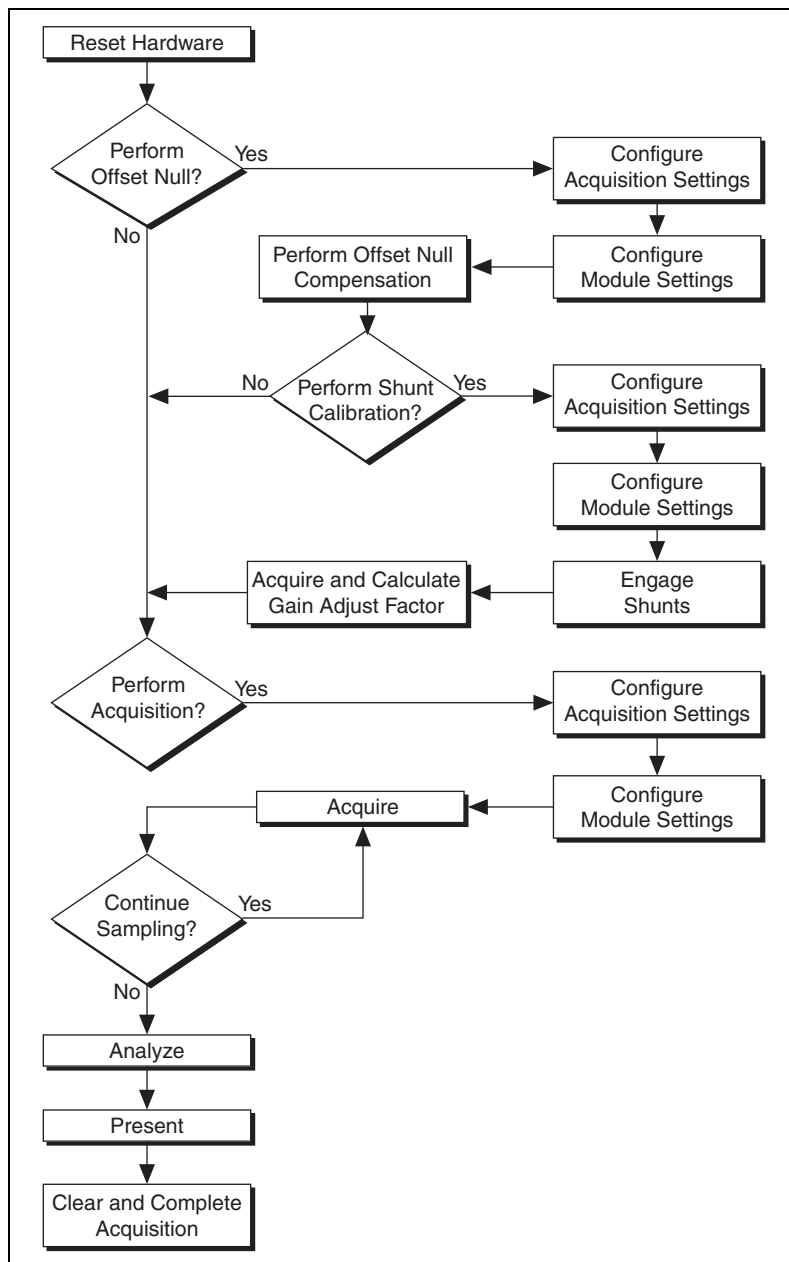 Reset Hardware
Perform
Offset Null?
Yes
No
Configure
Acquisition Settings
Configure
Module Settings
Perform Offset Null
Compensation
Perform Shunt
Calibration?
No
Yes
Configure
Acquisition Settings
Configure
Module Settings
Engage
Shunts
Acquire and Calculate
Gain Adjust Factor
Perform
Acquisition?
Yes
Configure
Acquisition Settings
Configure
Module Settings
Acquire
Continue
Sampling?
Yes
No
Analyze
Present
Clear and Complete
Acquisition